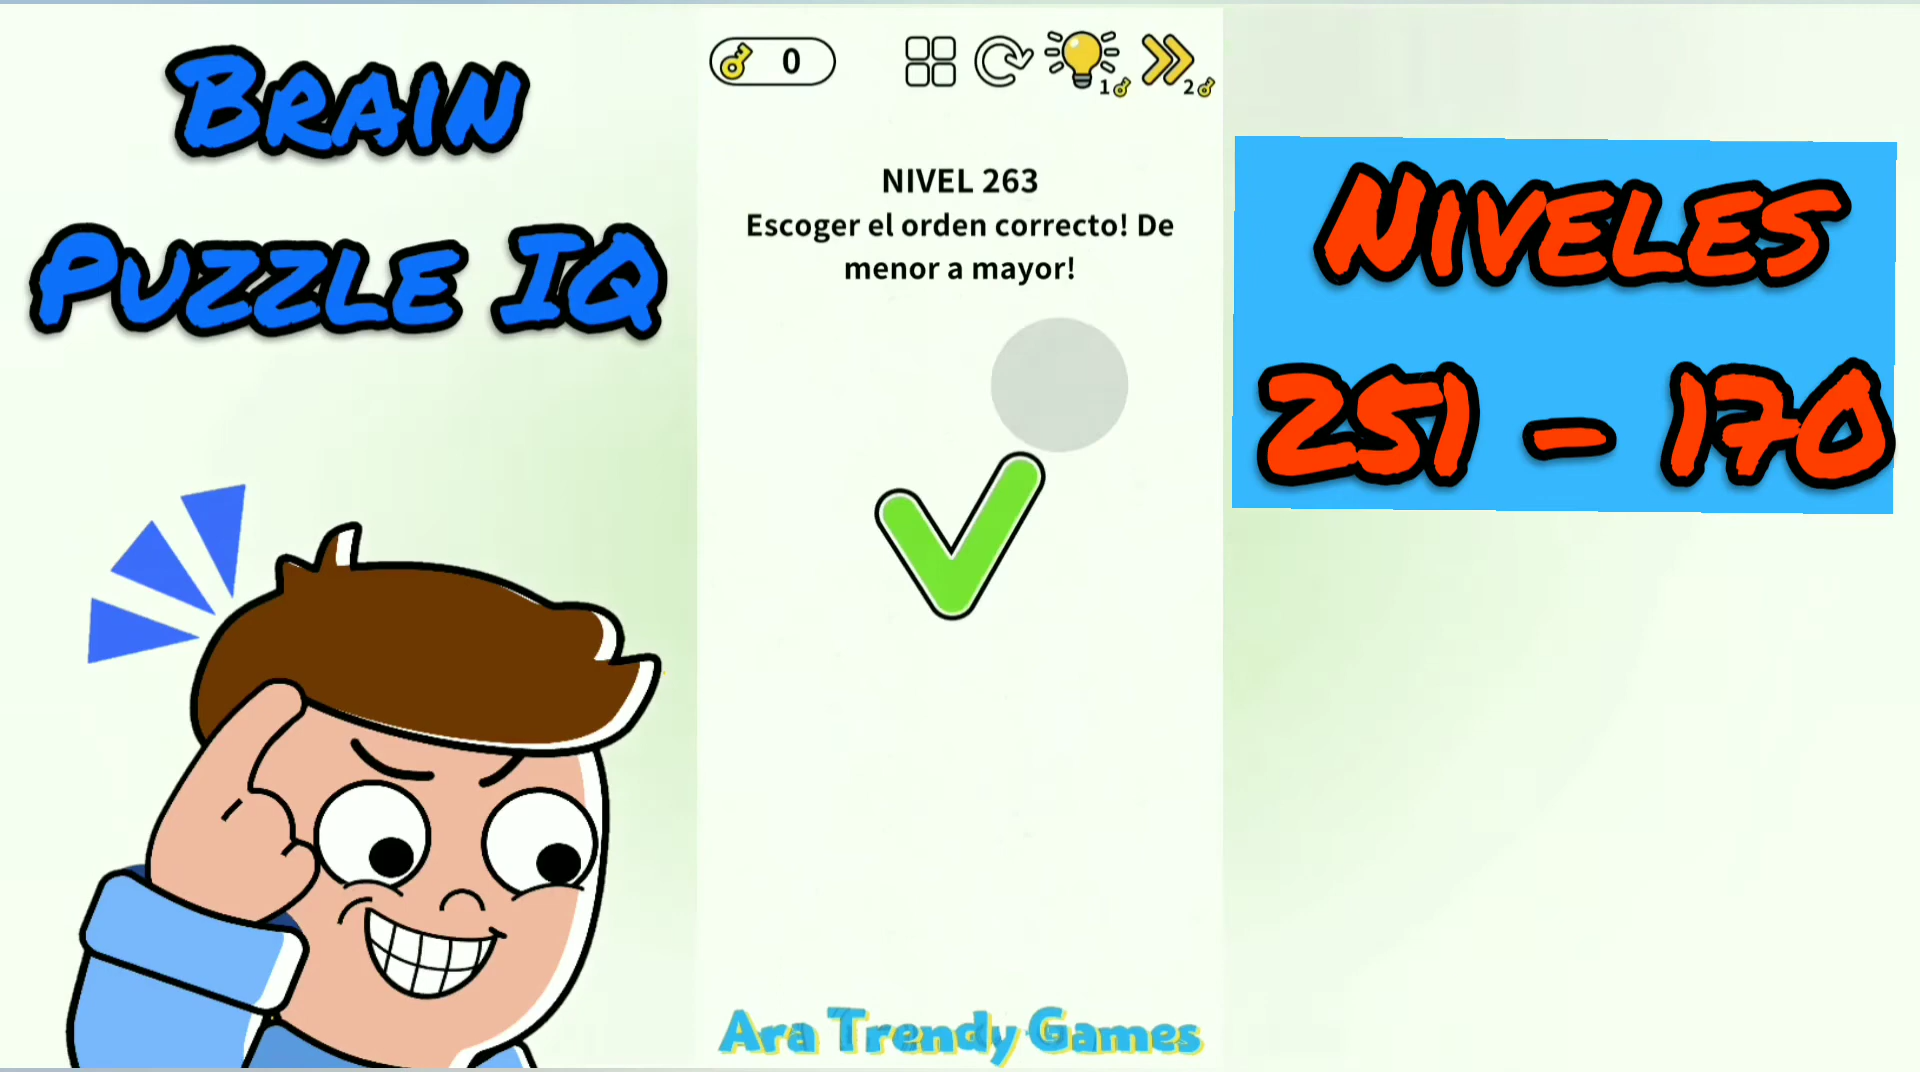 BRAIN
PUZZLE IQ
0
1
2
NIVEL 263
Escoger el orden correcto! De
menor a mayor!
NIVELES
251 - 170
Ara Trendy Games